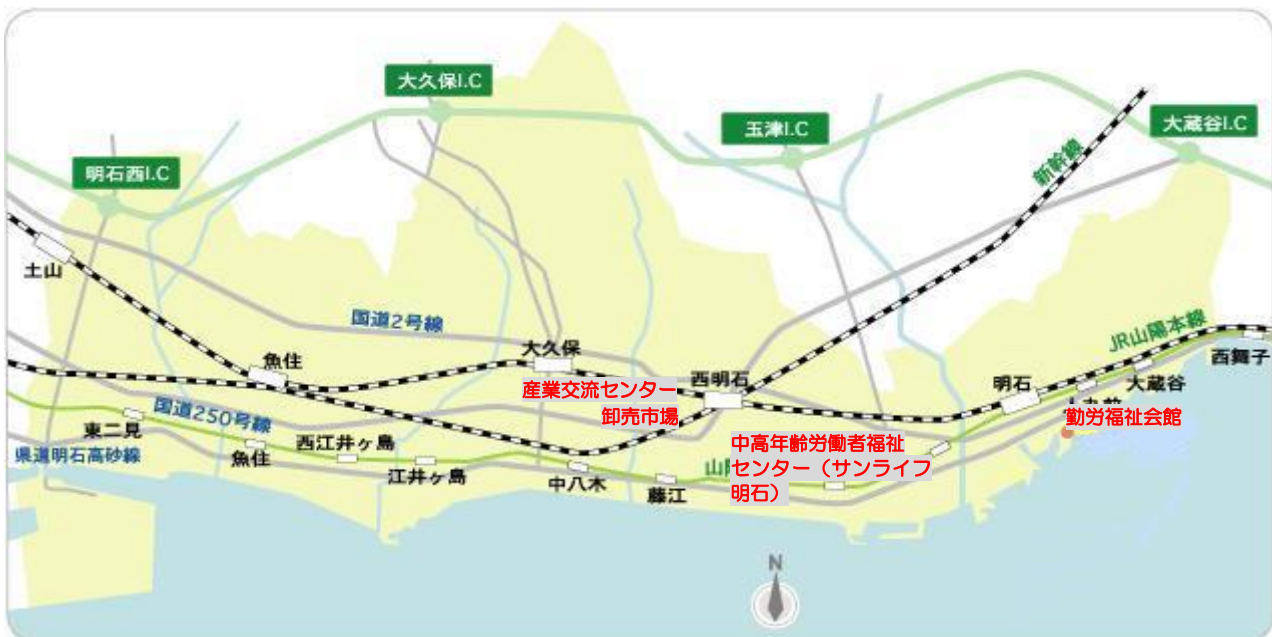 大久保I.C
玉津I.C
大蔵谷I.C
明石西I.C
新幹線
土山
国道2号線
JR山陽本線
大久保
魚住
西舞子
大蔵谷
産業交流センター
西明石
明石
卸売市場
国道250号線
勤労福祉会館
東二見
西江井ヶ島
県道明石高砂線
魚住
江井ヶ島
中八木
藤江
中高年齢労働者福祉
センター（サンライフ
明石）
N